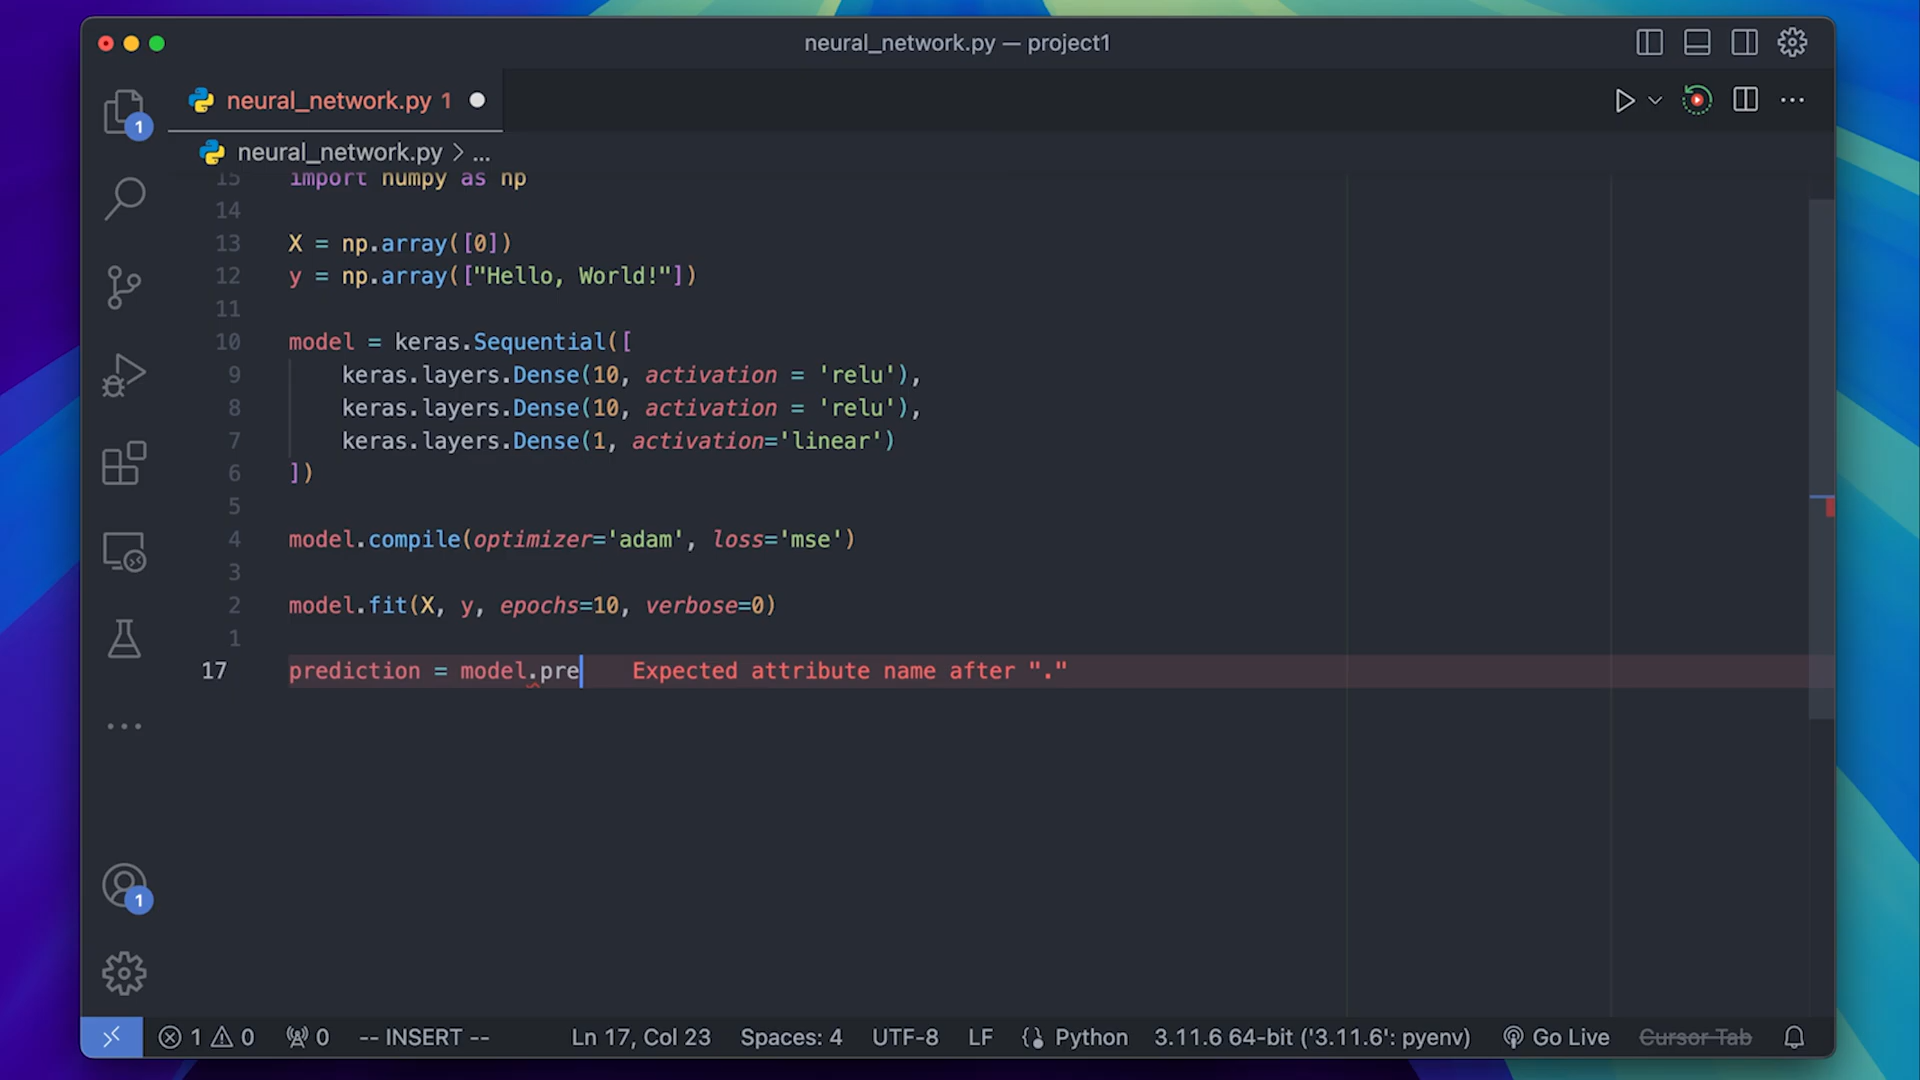 neural_network.py — project1
neural_network.py 1
neural_network.py > ...
1
15 import numpy as np
14
13 X = np.array([0])
12 y = np.array(["Hello, World!"])
11
10 model = keras.Sequential([
9 keras.layers.Dense(10, activation = 'relu'),
8 keras.layers.Dense(10, activation = 'relu'),
7 keras.layers.Dense(1, activation='linear')
6 ])
5
4 model.compile(optimizer='adam', loss='mse')
3
2 model.fit(X, y, epochs=10, verbose=0)
1
17 prediction = model.pre Expected attribute name after "."
1
1 0 0 -- INSERT -- Ln 17, Col 23 Spaces: 4 UTF-8 LF Python 3.11.6 64-bit ('3.11.6': pyenv) Go Live Cursor Tab